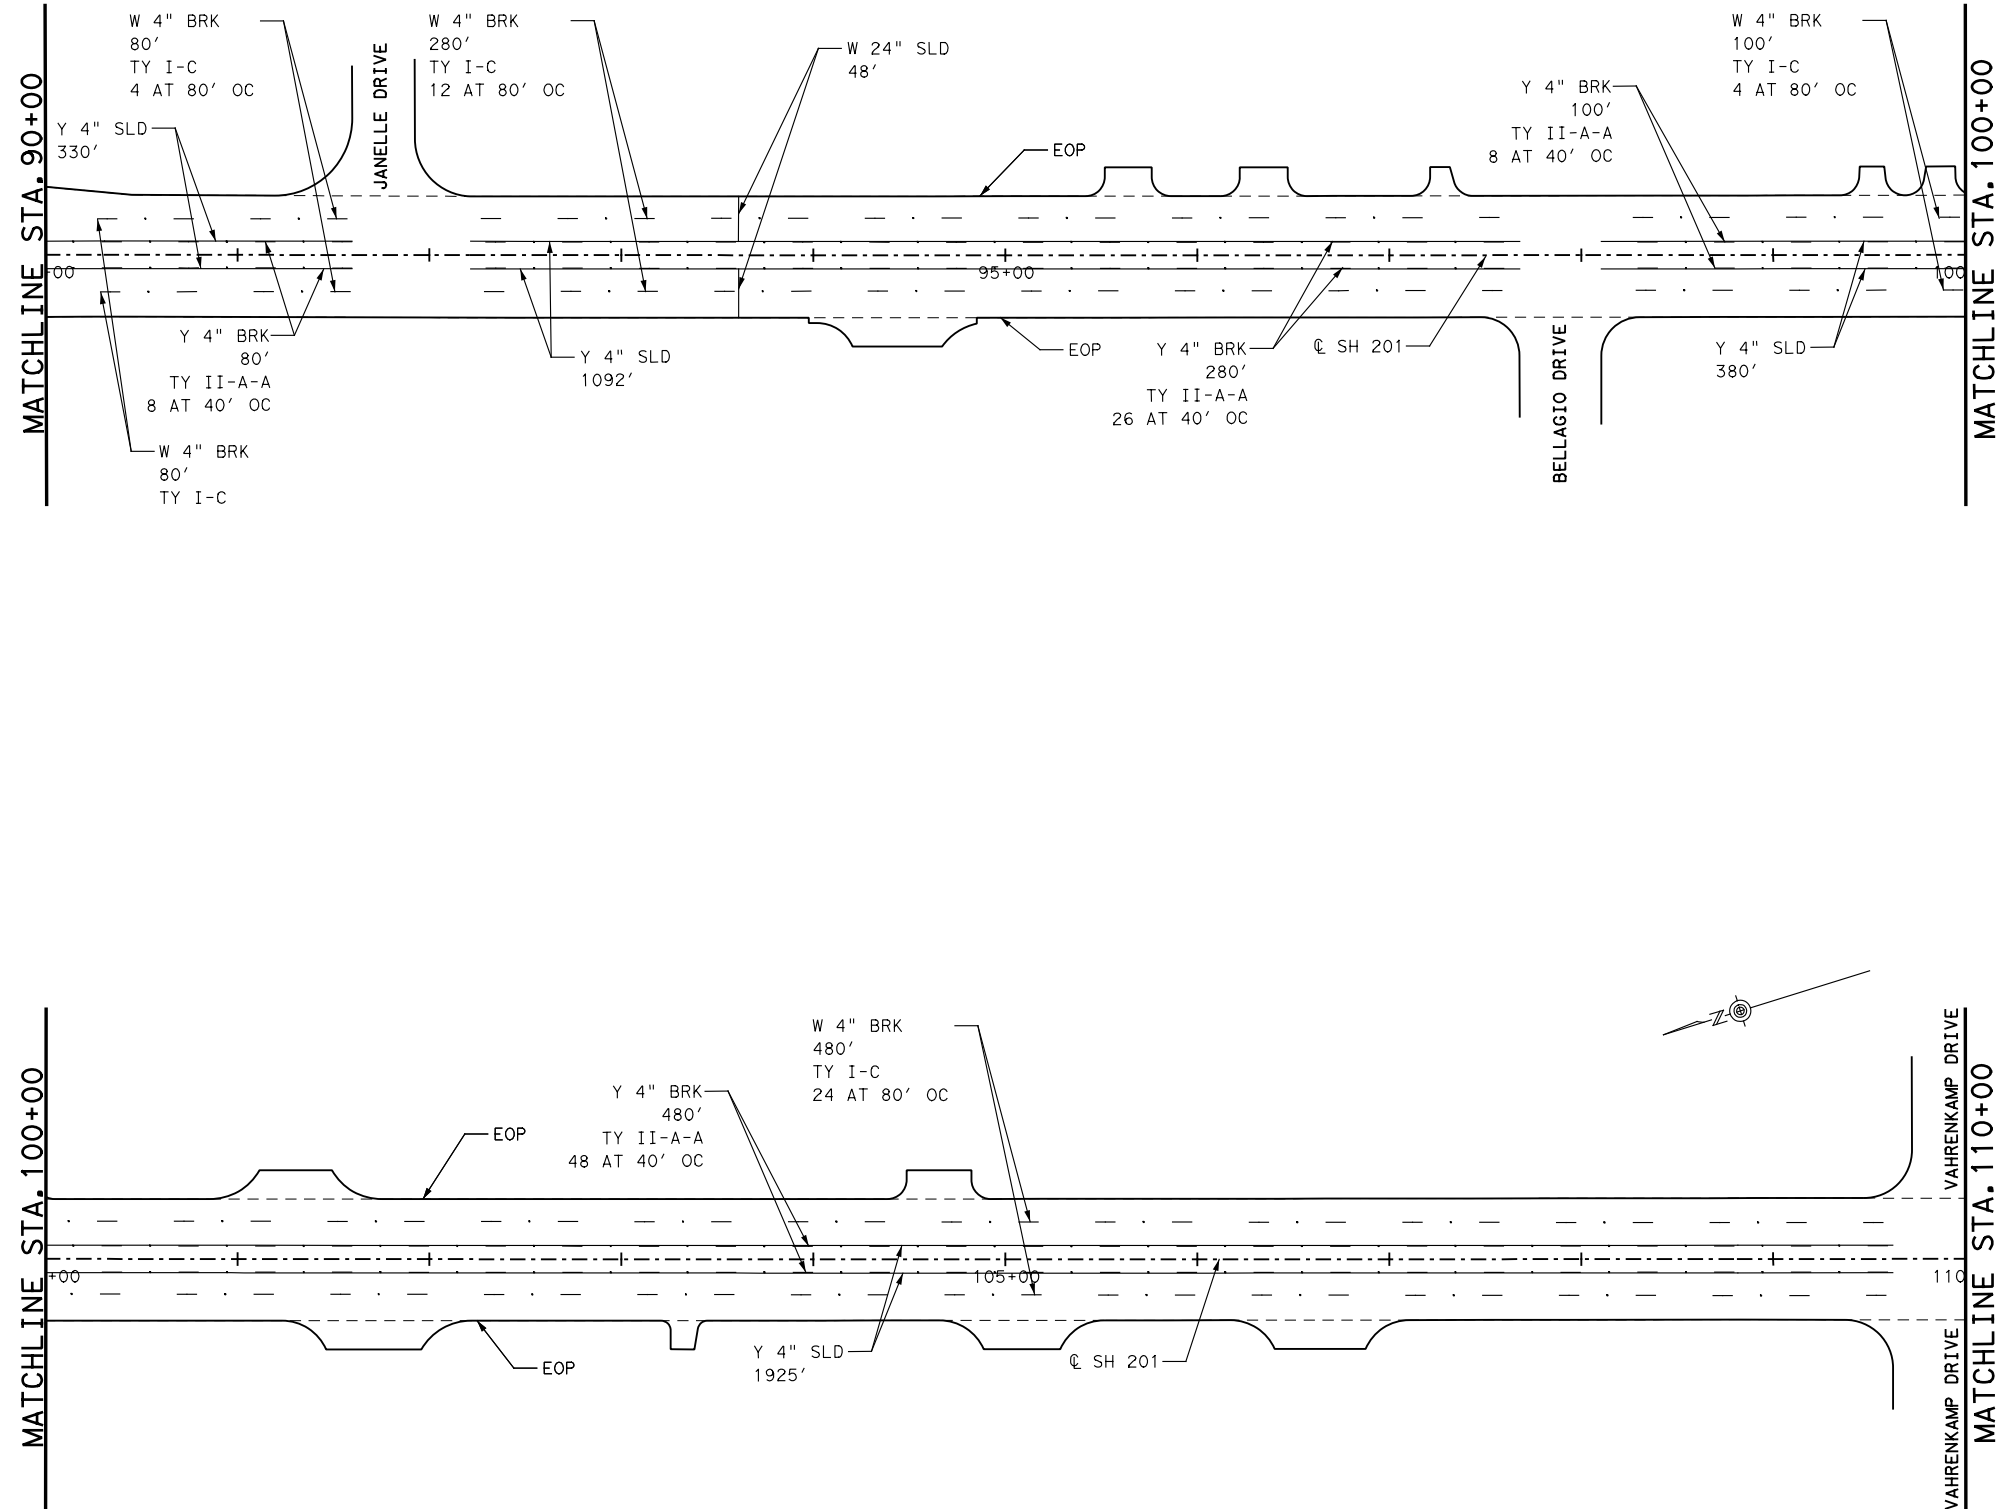 MATCHLINE STA. 90+00
W 4" BRK
80'
TY I-C
4 AT 80' OC
Y 4" SLD
330'
JANELLE DRIVE
W 4" BRK
280'
TY I-C
12 AT 80' OC
W 24" SLD
48'
EOP
Y 4" BRK
100'
TY II-A-A
8 AT 40' OC
W 4" BRK
100'
TY I-C
4 AT 80' OC
MATCHLINE STA. 100+00
00
95+00
100
Y 4" BRK
80'
TY II-A-A
8 AT 40' OC
W 4" BRK
80'
TY I-C
Y 4" SLD
1092'
EOP
Y 4" BRK
280'
TY II-A-A
26 AT 40' OC
℄ SH 201
BELLAGIO DRIVE
Y 4" SLD
380'
MATCHLINE STA. 100+00
EOP
Y 4" BRK
480'
TY II-A-A
48 AT 40' OC
W 4" BRK
480'
TY I-C
24 AT 80' OC
N
VAHRENKAMP DRIVE
MATCHLINE STA. 110+00
+00
105+00
110
EOP
Y 4" SLD
1925'
℄ SH 201
VAHRENKAMP DRIVE